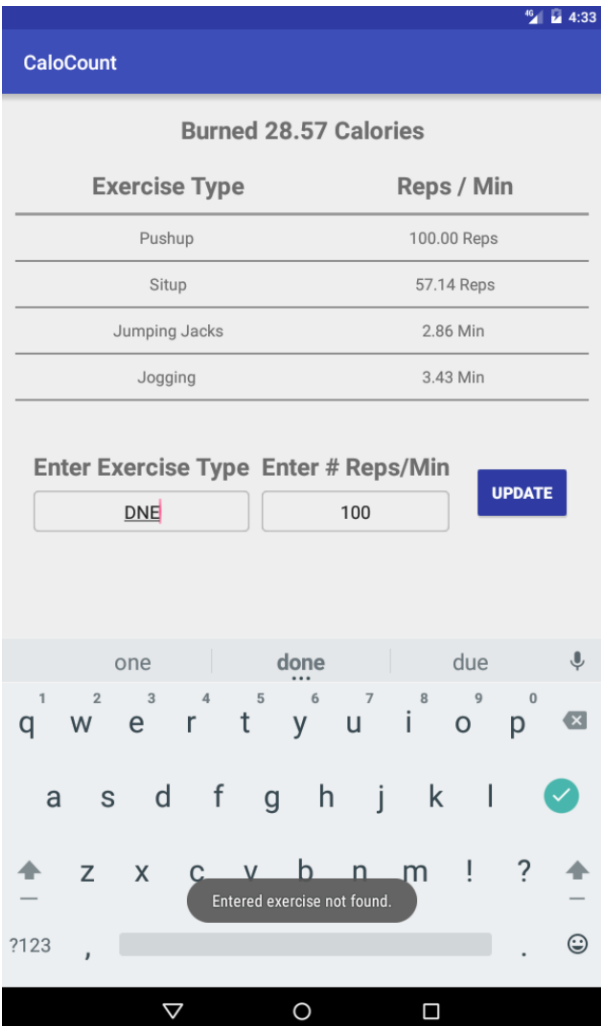 4G 4:33
CaloCount
Burned 28.57 Calories
Exercise Type Reps / Min
Pushup 100.00 Reps
Situp 57.14 Reps
Jumping Jacks 2.86 Min
Jogging 3.43 Min
Enter Exercise Type Enter # Reps/Min
UPDATE
DNE 100
one done due
1 2 3 4 5 6 7 8 9 0
q w e r t y u i o p
a s d f g h j k l
z x c v b n m ! ?
Entered exercise not found.
?123 , .